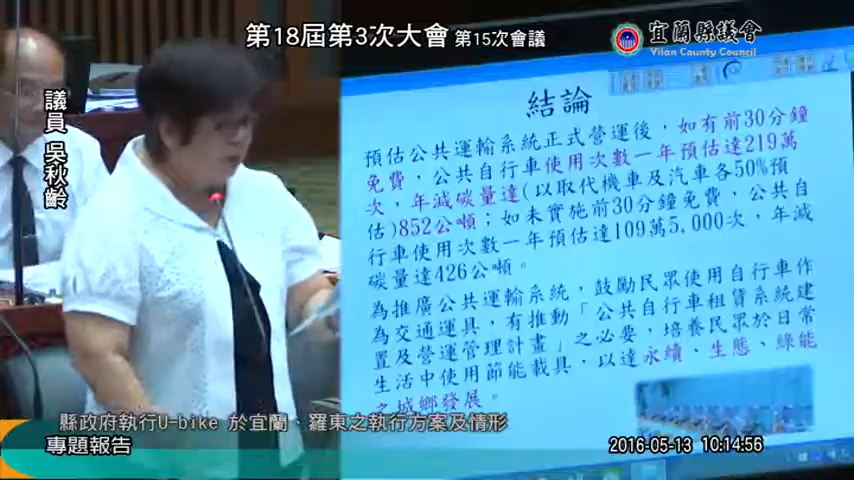 第18屆第3次大會 第15次會議
宜蘭縣議會
Yilan County Council
議員 吳秋齡
結論
預估公共運輸系統正式營運後，如有前30分鐘
免費，公共自行車使用次數一年預估達219萬
次，年減碳量達(以取代機車及汽車各50%預
估)852公噸；如未實施前30分鐘免費，公共自
行車使用次數一年預估達109萬5,000次，年減
碳量達426公噸。
為推廣公共運輸系統，鼓勵民眾使用自行車作
為交通運具，有推動「公共自行車租賃系統建
置及營運管理計畫」之必要，培養民眾於日常
生活中使用節能載具，以達永續、生態、綠能
之城鄉發展。
縣政府執行U-bike 於宜蘭、羅東之執行方案及情形
專題報告
2016-05-13 10:14:56